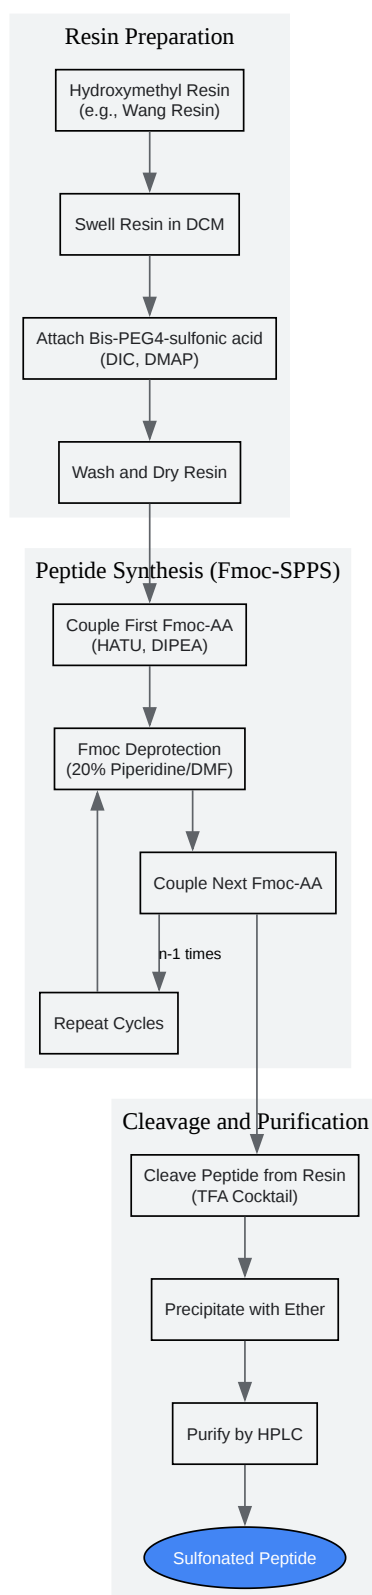 Resin Preparation
Hydroxymethyl Resin
(e.g., Wang Resin)
Swell Resin in DCM
Attach Bis-PEG4-sulfonic acid
(DIC, DMAP)
Wash and Dry Resin
Peptide Synthesis (Fmoc-SPPS)
Couple First Fmoc-AA
(HATU, DIPEA)
Fmoc Deprotection
(20% Piperidine/DMF)
Couple Next Fmoc-AA
n-1 times
Repeat Cycles
Cleavage and Purification
Cleave Peptide from Resin
(TFA Cocktail)
Precipitate with Ether
Purify by HPLC
Sulfonated Peptide